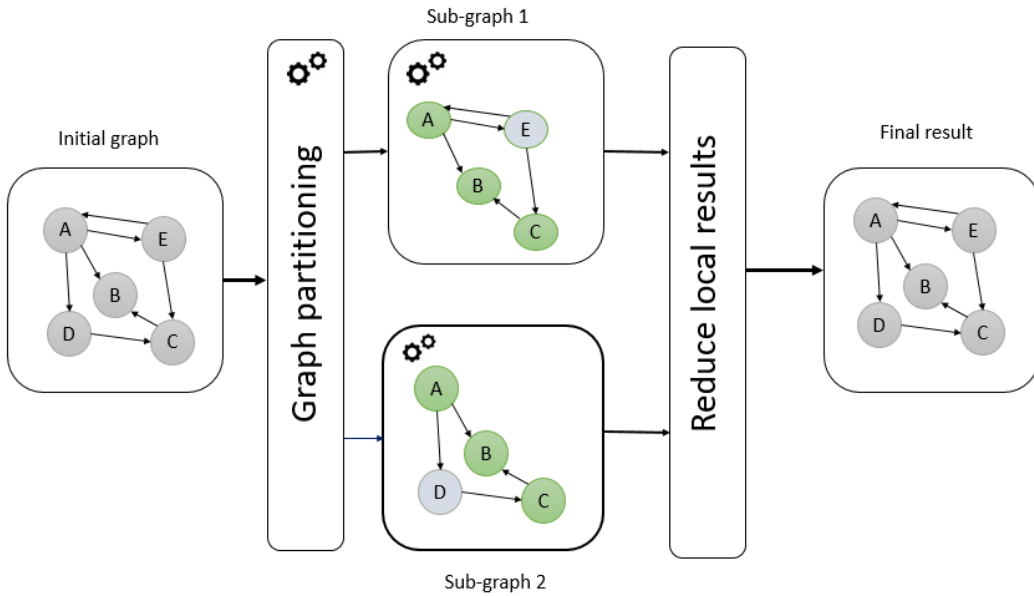 Sub-graph 1
Initial graph
Final result
A
E
B
D
C
Graph partitioning
A
E
B
C
A
B
D
C
Reduce local results
A
E
B
D
C
Sub-graph 2